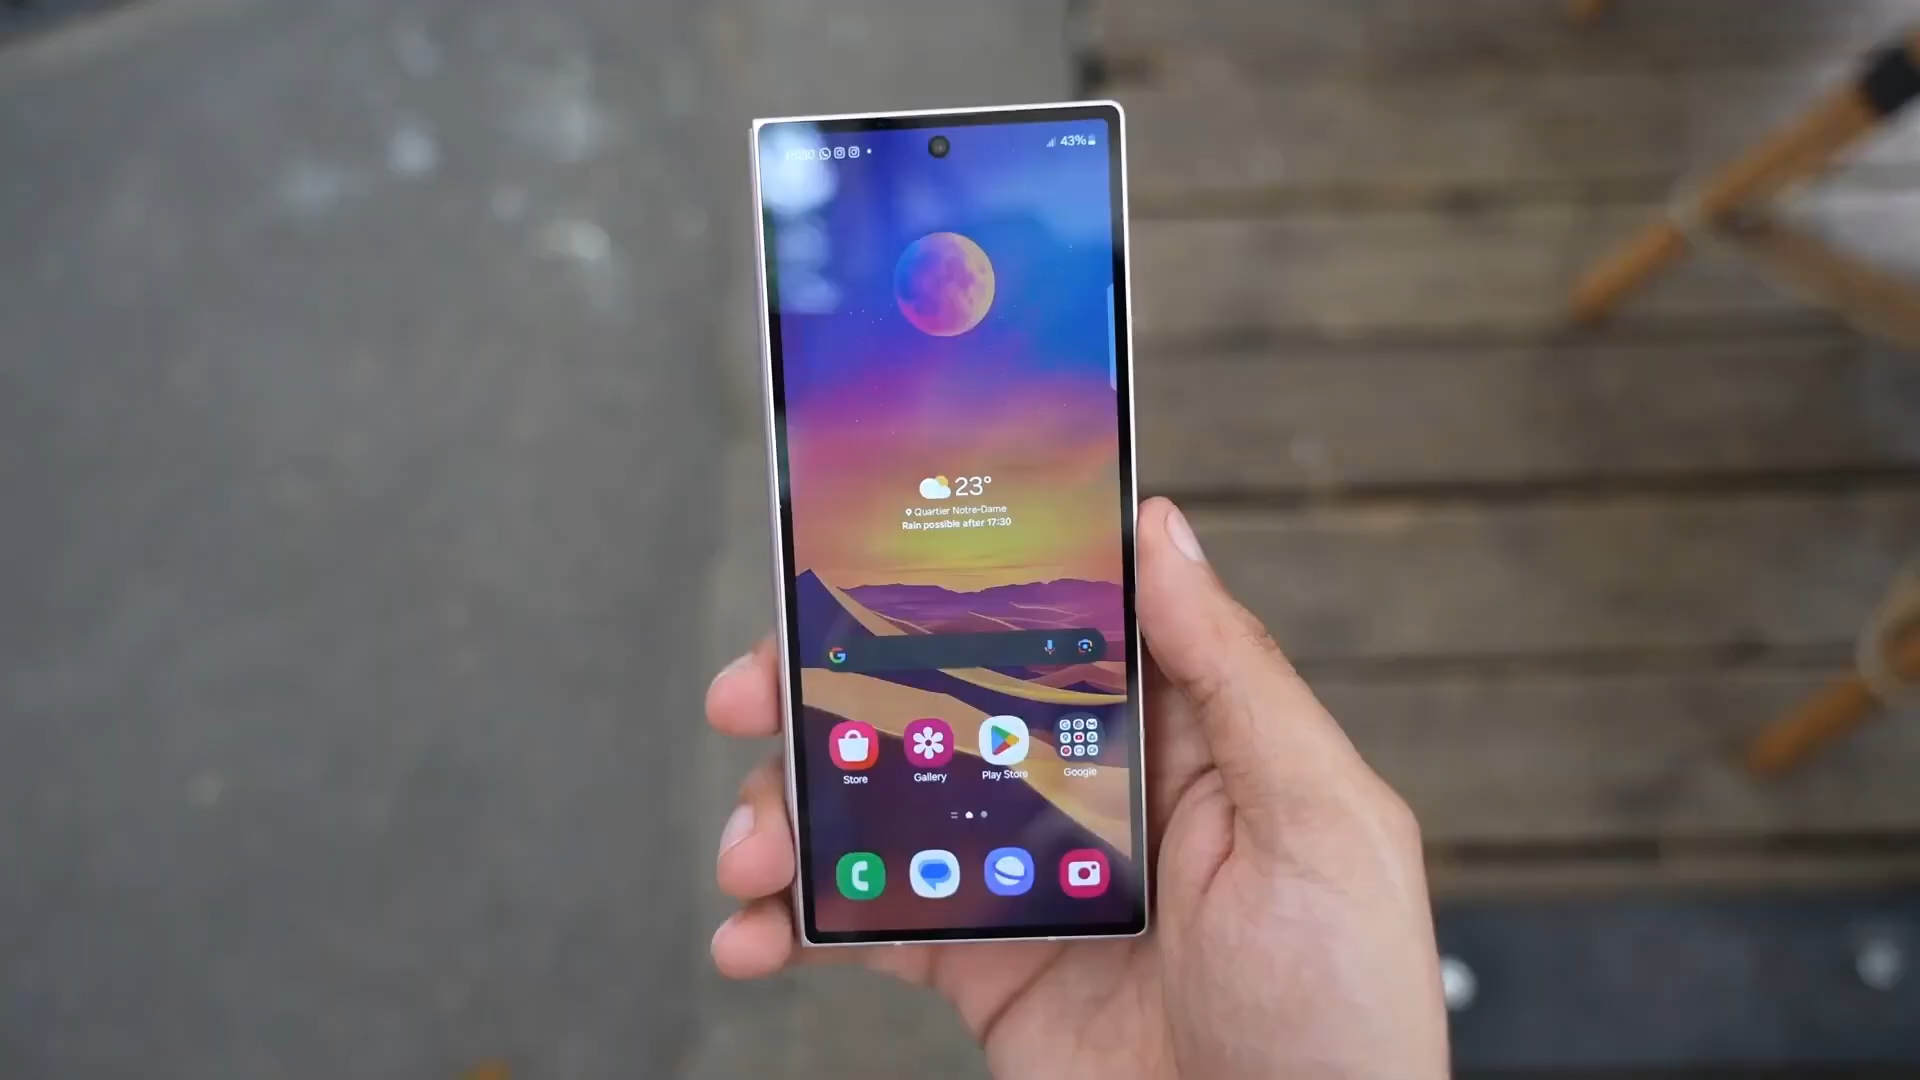 43%
23°
Quartier Notre-Dame
Rain possible after 17:30
Store
Gallery
Play Store
Google